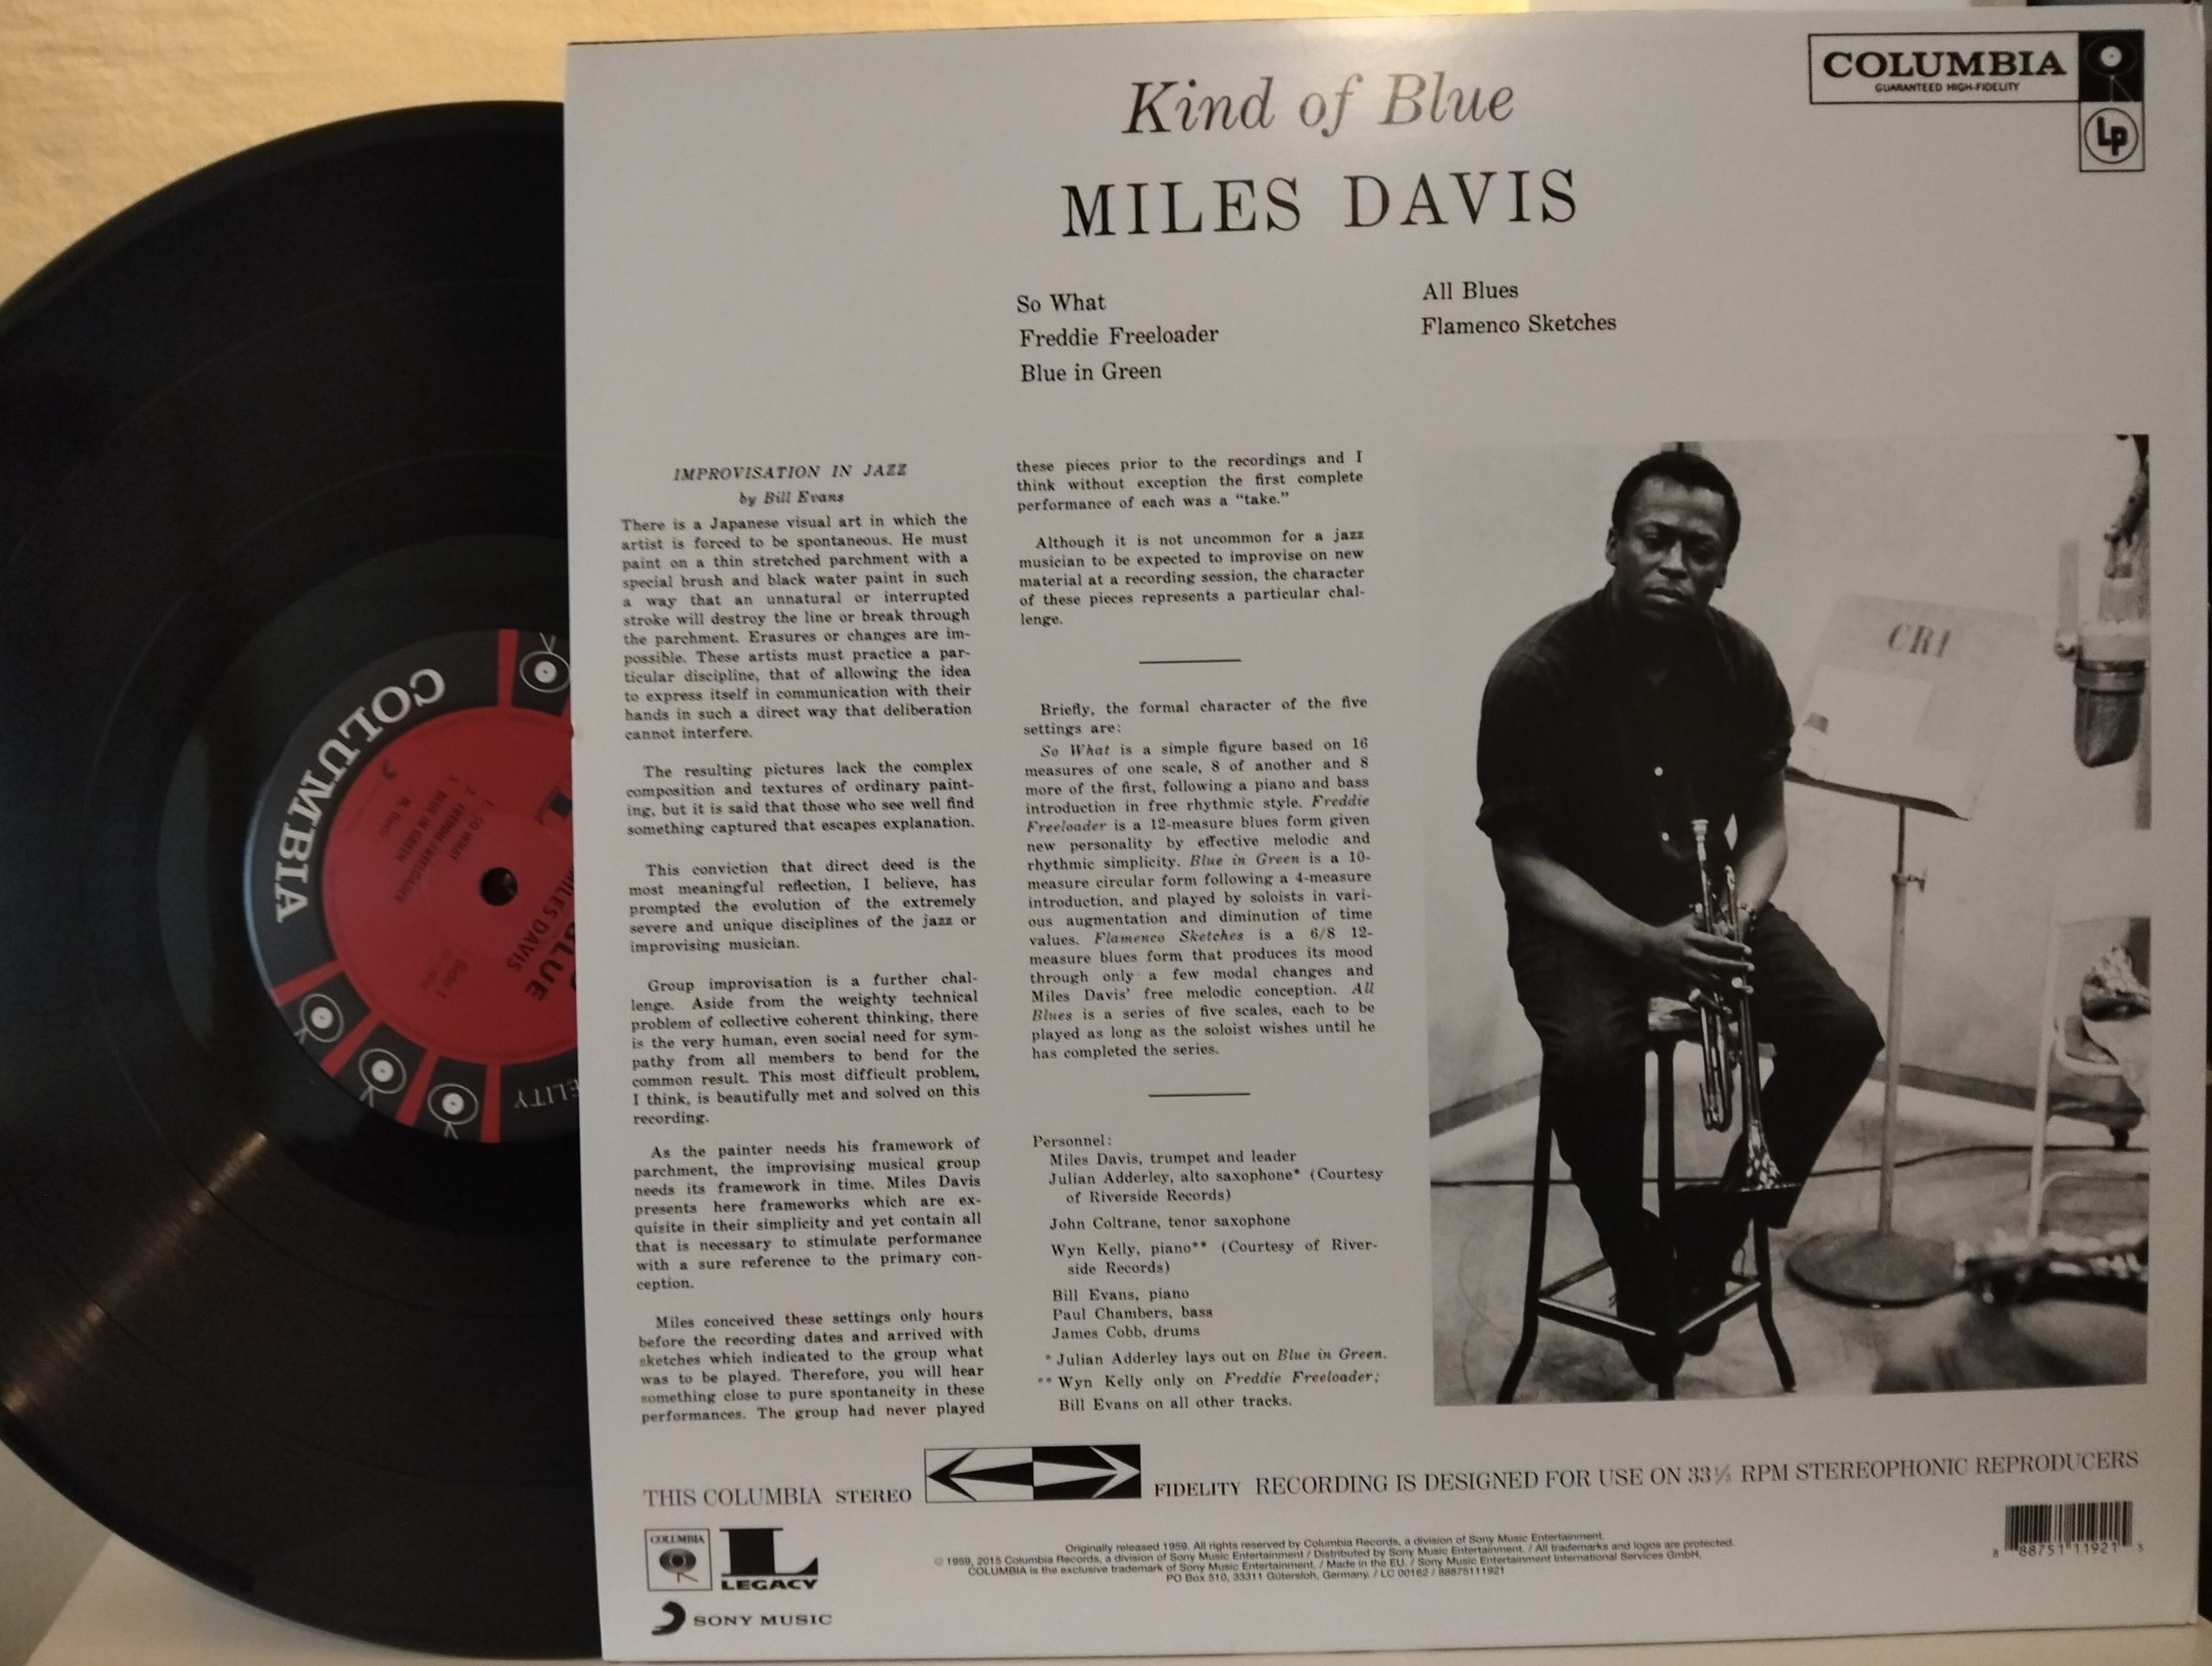 Kind of Blue
MILES DAVIS
COLUMBIA
GUARANTEED HIGH-FIDELITY
Lp
So What
Freddie Freeloader
Blue in Green
All Blues
Flamenco Sketches
IMPROVISATION IN JAZZ
by Bill Evans
There is a Japanese visual art in which the
artist is forced to be spontaneous. He must
paint on a thin stretched parchment with a
special brush and black water paint in such
a way that an unnatural or interrupted
stroke will destroy the line or break through
the parchment. Erasures or changes are im-
possible. These artists must practice a par-
ticular discipline, that of allowing the idea
to express itself in communication with their
hands in such a direct way that deliberation
cannot interfere.
The resulting pictures lack the complex
composition and textures of ordinary paint-
ing, but it is said that those who see well find
something captured that escapes explanation.
This conviction that direct deed is the
most meaningful reflection, I believe, has
prompted the evolution of the extremely
severe and unique disciplines of the jazz or
improvising musician.
Group improvisation is a further chal-
lenge. Aside from the weighty technical
problem of collective coherent thinking, there
is the very human, even social need for sym-
pathy from all members to bend for the
common result. This most difficult problem,
I think, is beautifully met and solved on this
recording.
As the painter needs his framework of
parchment, the improvising musical group
needs its framework in time. Miles Davis
presents here frameworks which are ex-
quisite in their simplicity and yet contain all
that is necessary to stimulate performance
with a sure reference to the primary con-
ception.
Miles conceived these settings only hours
before the recording dates and arrived with
sketches which indicated to the group what
was to be played. Therefore, you will hear
something close to pure spontaneity in these
performances. The group had never played
these pieces prior to the recordings and I
think without exception the first complete
performance of each was a “take.”
Although it is not uncommon for a jazz
musician to be expected to improvise on new
material at a recording session, the character
of these pieces represents a particular chal-
lenge.
Briefly, the formal character of the five
settings are:
So What is a simple figure based on 16
measures of one scale, 8 of another and 8
more of the first, following a piano and bass
introduction in free rhythmic style. Freddie
Freeloader is a 12-measure blues form given
new personality by effective melodic and
rhythmic simplicity. Blue in Green is a 10-
measure circular form following a 4-measure
introduction, and played by soloists in vari-
ous augmentation and diminution of time
values. Flamenco Sketches is a 6/8 12-
measure blues form that produces its mood
through only a few modal changes and
Miles Davis' free melodic conception. All
Blues is a series of five scales, each to be
played as long as the soloist wishes until he
has completed the series.
Personnel:
Miles Davis, trumpet and leader
Julian Adderley, alto saxophone* (Courtesy
of Riverside Records)
John Coltrane, tenor saxophone
Wyn Kelly, piano** (Courtesy of River-
side Records)
Bill Evans, piano
Paul Chambers, bass
James Cobb, drums
* Julian Adderley lays out on Blue in Green.
** Wyn Kelly only on Freddie Freeloader;
Bill Evans on all other tracks.
CRI
THIS COLUMBIA STEREO FIDELITY RECORDING IS DESIGNED FOR USE ON 33⅓ RPM STEREOPHONIC REPRODUCERS
COLUMBIA
L
LEGACY
SONY MUSIC
Originally released 1959. All rights reserved by Columbia Records, a division of Sony Music Entertainment.
℗ 1959, 2015 Columbia Records, a division of Sony Music Entertainment / Distributed by Sony Music Entertainment. / All trademarks and logos are protected.
COLUMBIA is the exclusive trademark of Sony Music Entertainment. / Made in the EU. / Sony Music Entertainment International Services GmbH,
PO Box 510, 33311 Gütersloh, Germany. / LC 00162 / 88875111921
8 88751 11921 3
COLUMBIA
BLUE
MILES DAVIS
Side 1
1. SO WHAT
2. FREDDIE FREELOADER
3. BLUE IN GREEN
M. Davis
ELITY